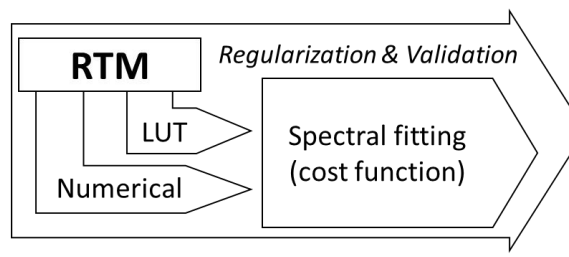 RTM
Regularization & Validation
LUT
Numerical
Spectral fitting
(cost function)